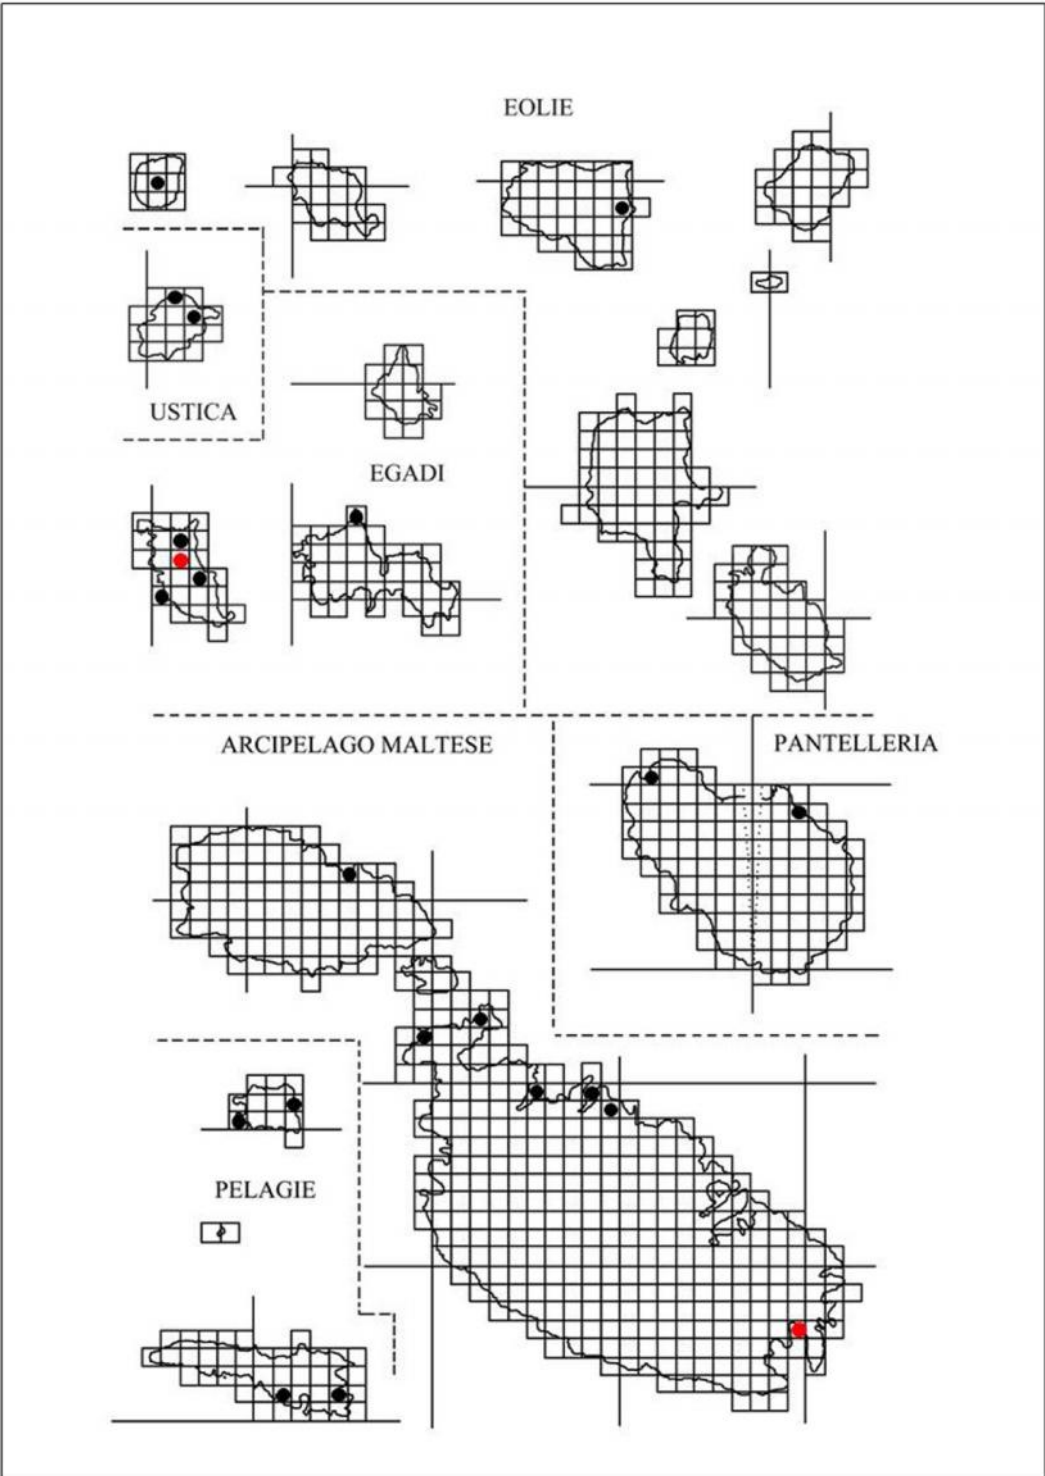 EOLIE
USTICA
EGADI
ARCIPELAGO MALTESE
PANTELLERIA
PELAGIE